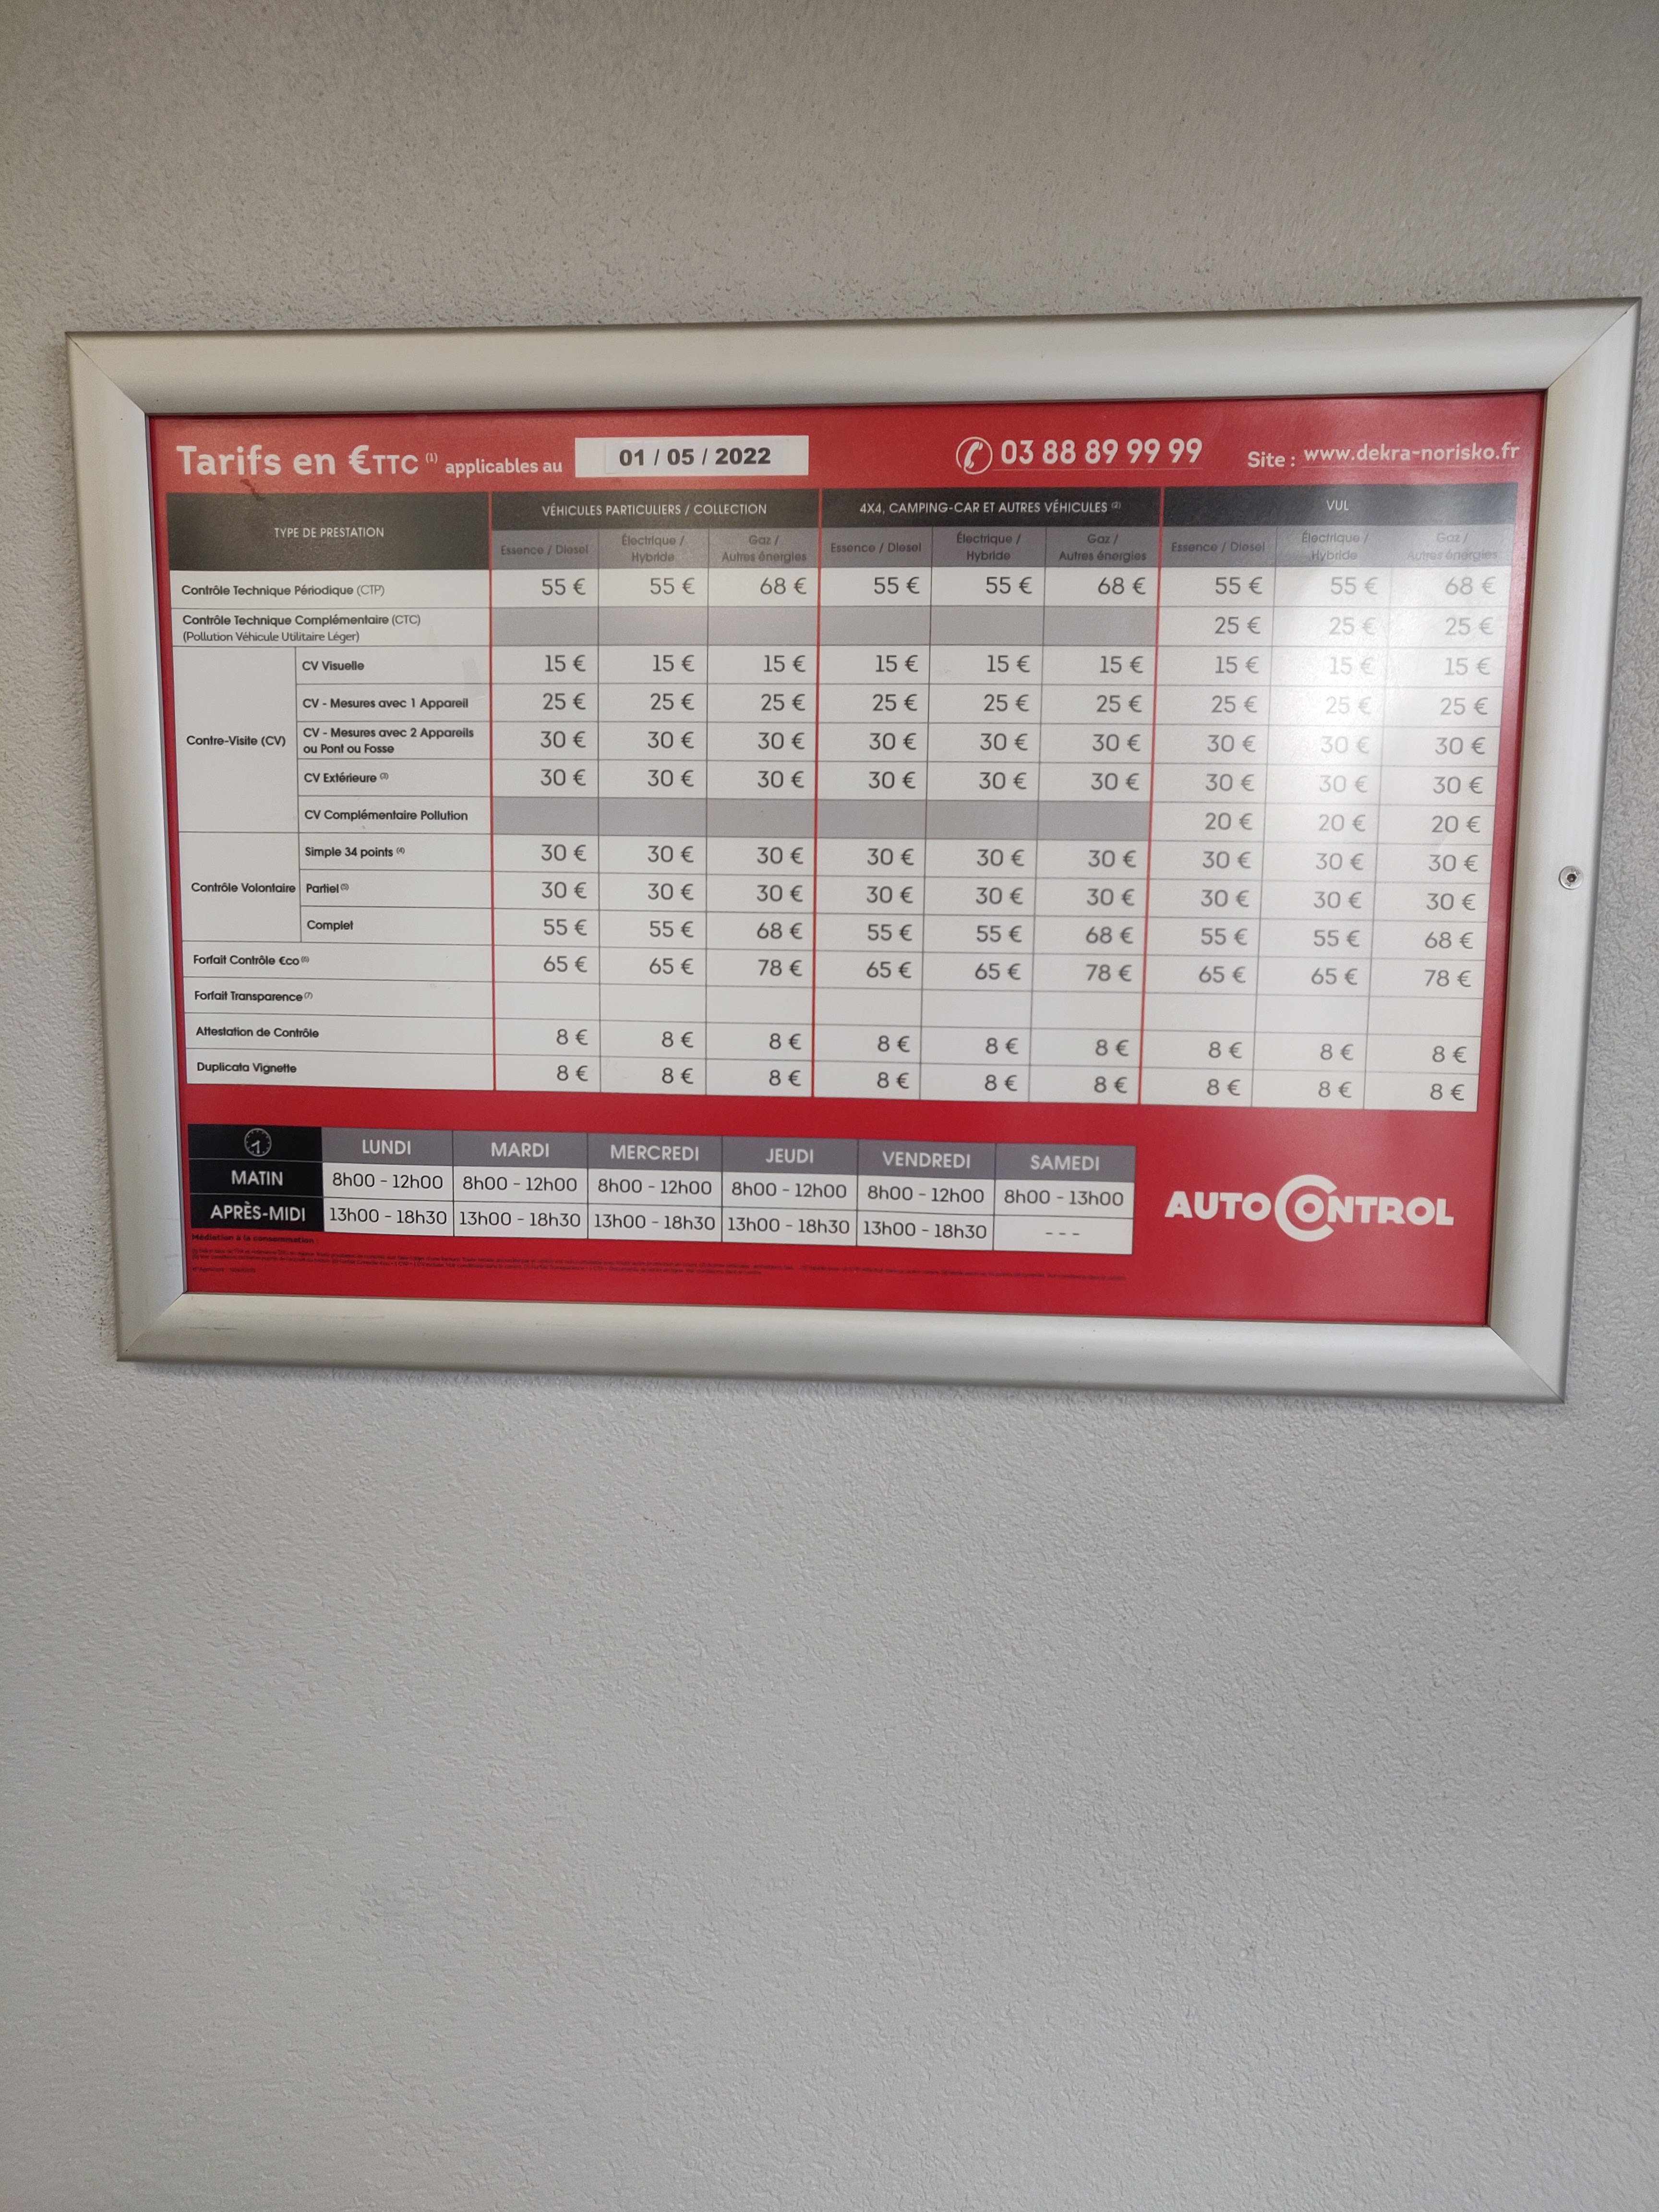 Tarifs en €TTC (1) applicables au 01 / 05 / 2022 03 88 89 99 99 Site : www.dekra-norisko.fr
TYPE DE PRESTATION VÉHICULES PARTICULIERS / COLLECTION 4X4, CAMPING-CAR ET AUTRES VÉHICULES (2) VUL
Essence / Diesel Électrique / Hybride Gaz / Autres énergies Essence / Diesel Électrique / Hybride Gaz / Autres énergies Essence / Diesel Électrique / Hybride Gaz / Autres énergies
Contrôle Technique Périodique (CTP) 55 € 55 € 68 € 55 € 55 € 68 € 55 € 55 € 68 €
Contrôle Technique Complémentaire (CTC)
(Pollution Véhicule Utilitaire Léger) 25 € 25 € 25 €
Contre-Visite (CV)
CV Visuelle 15 € 15 € 15 € 15 € 15 € 15 € 15 € 15 € 15 €
CV - Mesures avec 1 Appareil 25 € 25 € 25 € 25 € 25 € 25 € 25 € 25 € 25 €
CV - Mesures avec 2 Appareils
ou Pont ou Fosse 30 € 30 € 30 € 30 € 30 € 30 € 30 € 30 € 30 €
CV Extérieure (3) 30 € 30 € 30 € 30 € 30 € 30 € 30 € 30 € 30 €
CV Complémentaire Pollution 20 € 20 € 20 €
Contrôle Volontaire
Simple 34 points (4) 30 € 30 € 30 € 30 € 30 € 30 € 30 € 30 € 30 €
Partiel (5) 30 € 30 € 30 € 30 € 30 € 30 € 30 € 30 € 30 €
Complet 55 € 55 € 68 € 55 € 55 € 68 € 55 € 55 € 68 €
Forfait Contrôle €co (6) 65 € 65 € 78 € 65 € 65 € 78 € 65 € 65 € 78 €
Forfait Transparence (7)
Attestation de Contrôle 8 € 8 € 8 € 8 € 8 € 8 € 8 € 8 € 8 €
Duplicata Vignette 8 € 8 € 8 € 8 € 8 € 8 € 8 € 8 € 8 €
LUNDI MARDI MERCREDI JEUDI VENDREDI SAMEDI
MATIN 8h00 - 12h00 8h00 - 12h00 8h00 - 12h00 8h00 - 12h00 8h00 - 12h00 8h00 - 13h00
APRÈS-MIDI 13h00 - 18h30 13h00 - 18h30 13h00 - 18h30 13h00 - 18h30 13h00 - 18h30 - - -
AUTO CONTROL
Médiation à la consommation :